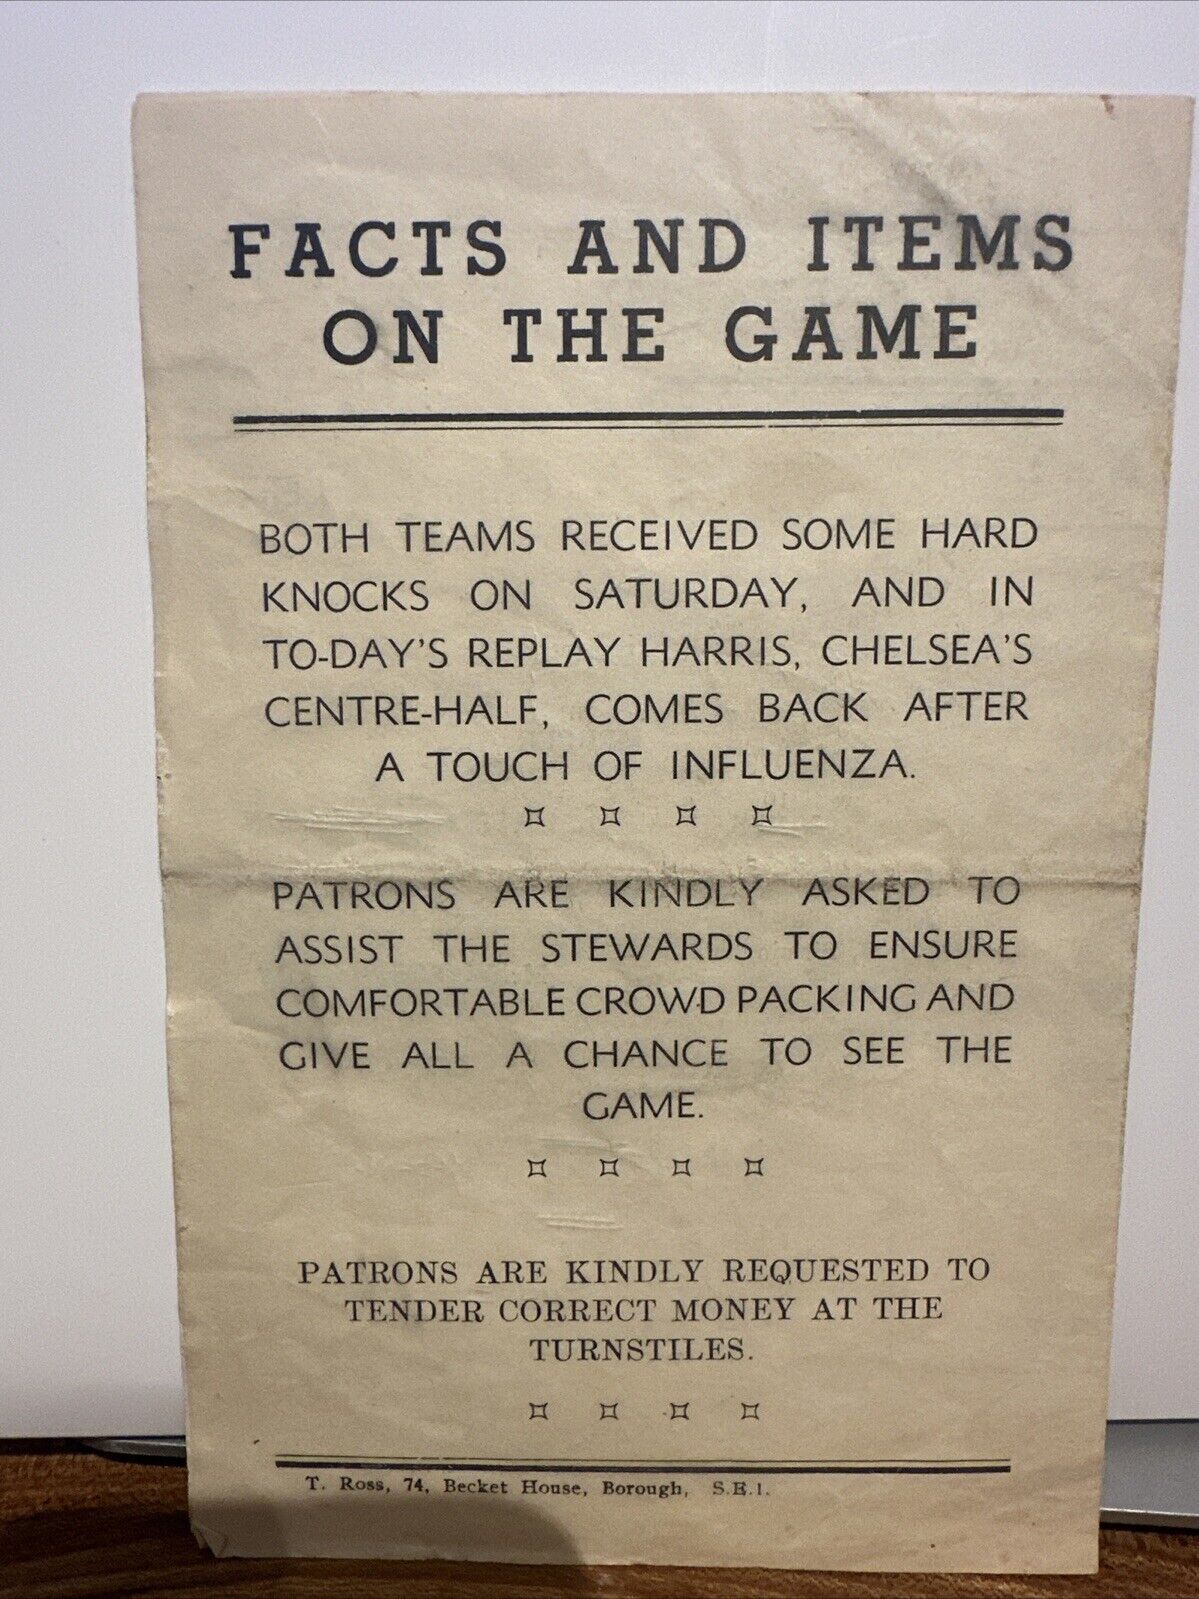 FACTS AND ITEMS
ON THE GAME
BOTH TEAMS RECEIVED SOME HARD
KNOCKS ON SATURDAY, AND IN
TO-DAY'S REPLAY HARRIS, CHELSEA'S
CENTRE-HALF, COMES BACK AFTER
A TOUCH OF INFLUENZA.
PATRONS ARE KINDLY ASKED TO
ASSIST THE STEWARDS TO ENSURE
COMFORTABLE CROWD PACKING AND
GIVE ALL A CHANCE TO SEE THE
GAME.
PATRONS ARE KINDLY REQUESTED TO
TENDER CORRECT MONEY AT THE
TURNSTILES.
T. Ross, 74, Becket House, Borough, S.E.1.